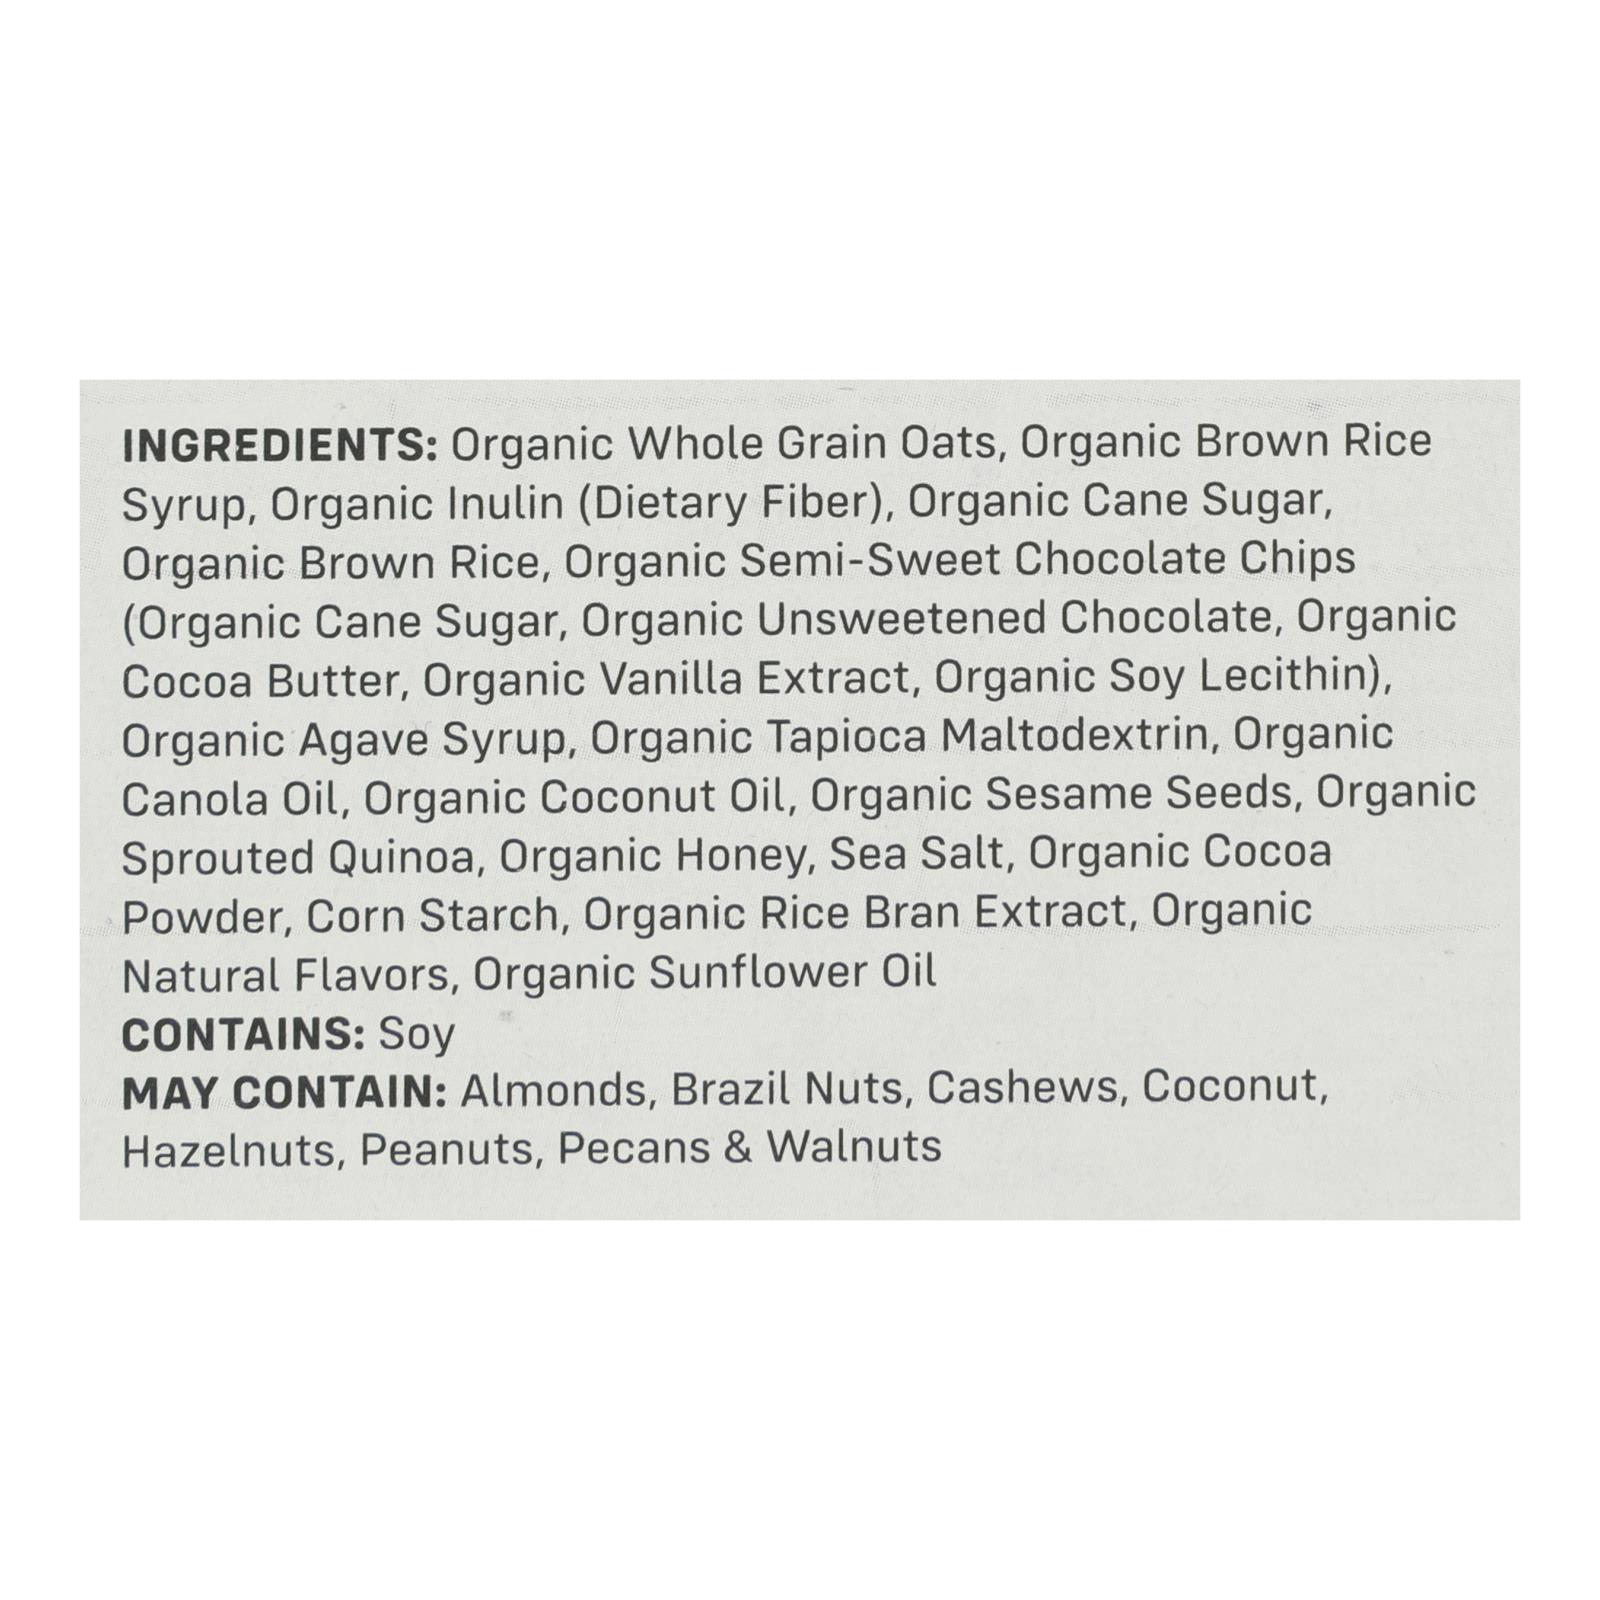 INGREDIENTS: Organic Whole Grain Oats, Organic Brown Rice
Syrup, Organic Inulin (Dietary Fiber), Organic Cane Sugar,
Organic Brown Rice, Organic Semi-Sweet Chocolate Chips
(Organic Cane Sugar, Organic Unsweetened Chocolate, Organic
Cocoa Butter, Organic Vanilla Extract, Organic Soy Lecithin),
Organic Agave Syrup, Organic Tapioca Maltodextrin, Organic
Canola Oil, Organic Coconut Oil, Organic Sesame Seeds, Organic
Sprouted Quinoa, Organic Honey, Sea Salt, Organic Cocoa
Powder, Corn Starch, Organic Rice Bran Extract, Organic
Natural Flavors, Organic Sunflower Oil
CONTAINS: Soy
MAY CONTAIN: Almonds, Brazil Nuts, Cashews, Coconut,
Hazelnuts, Peanuts, Pecans & Walnuts